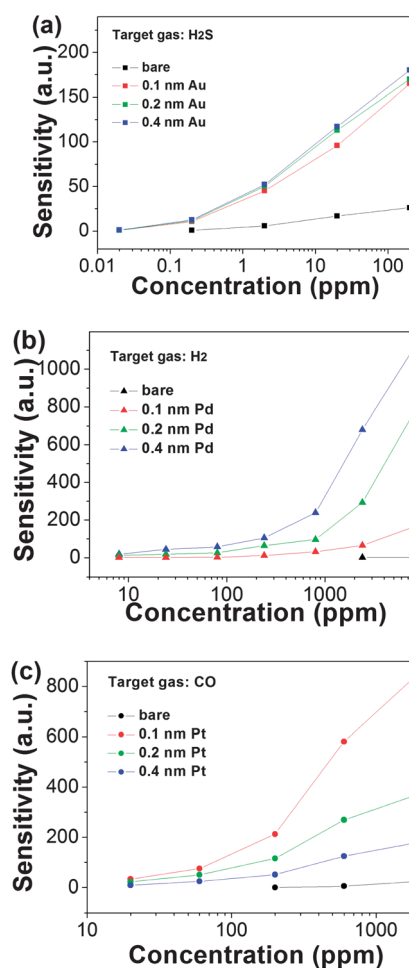 (a)
Target gas: H2S
bare
0.1 nm Au
0.2 nm Au
0.4 nm Au
Sensitivity (a.u.)
200
150
100
50
0
0.01 0.1 1 10 100
Concentration (ppm)
(b)
Target gas: H2
bare
0.1 nm Pd
0.2 nm Pd
0.4 nm Pd
Sensitivity (a.u.)
1000
800
600
400
200
0
10 100 1000
Concentration (ppm)
(c)
Target gas: CO
bare
0.1 nm Pt
0.2 nm Pt
0.4 nm Pt
Sensitivity (a.u.)
800
600
400
200
0
10 100 1000
Concentration (ppm)